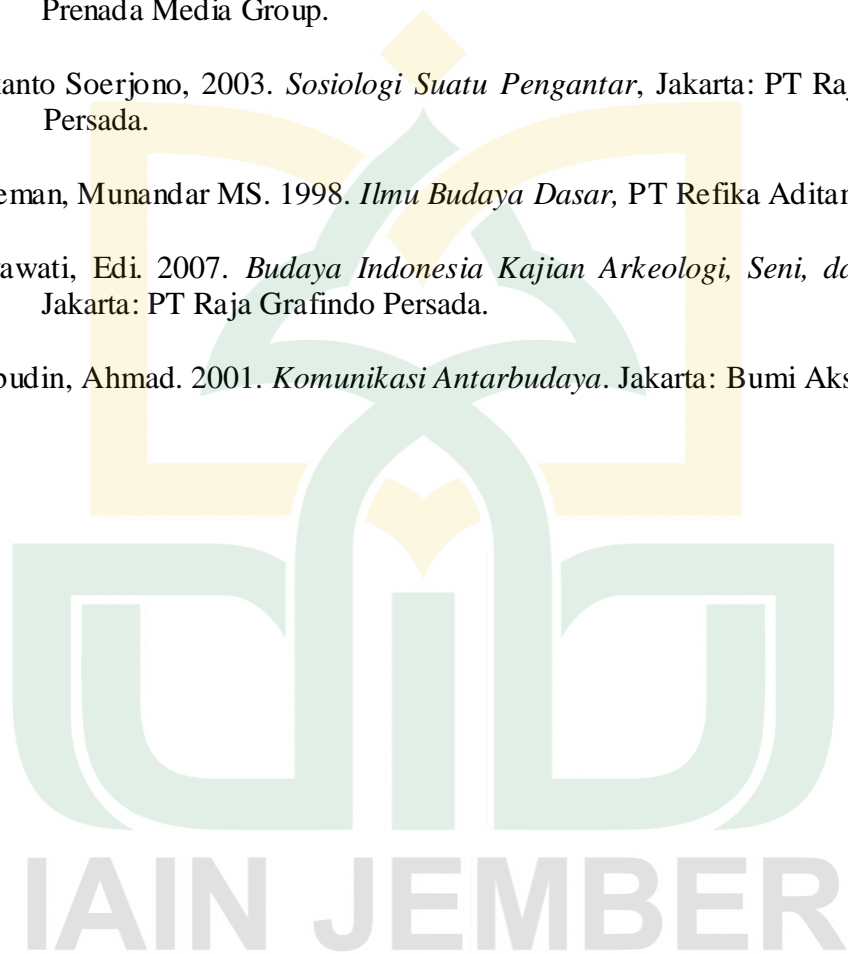 Prenada Media Group.
anto Soerjono, 2003. Sosiologi Suatu Pengantar, Jakarta: PT Raj
Persada.
eman, Munandar MS. 1998. Ilmu Budaya Dasar, PT Refika Aditam
awati, Edi. 2007. Budaya Indonesia Kajian Arkeologi, Seni, da
Jakarta: PT Raja Grafindo Persada.
budin, Ahmad. 2001. Komunikasi Antarbudaya. Jakarta: Bumi Aks
IAIN JEMBER